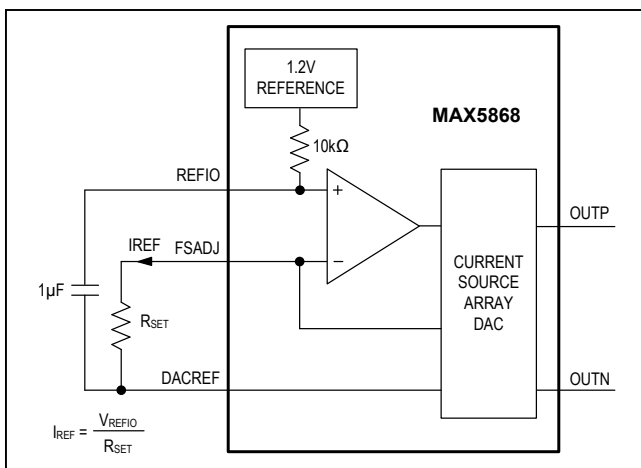 1.2V
REFERENCE
MAX5868
10kΩ
REFIO
+
OUTP
IREF
FSADJ
−
1µF
CURRENT
SOURCE
ARRAY
DAC
RSET
DACREF
OUTN
IREF = VREFIO
RSET